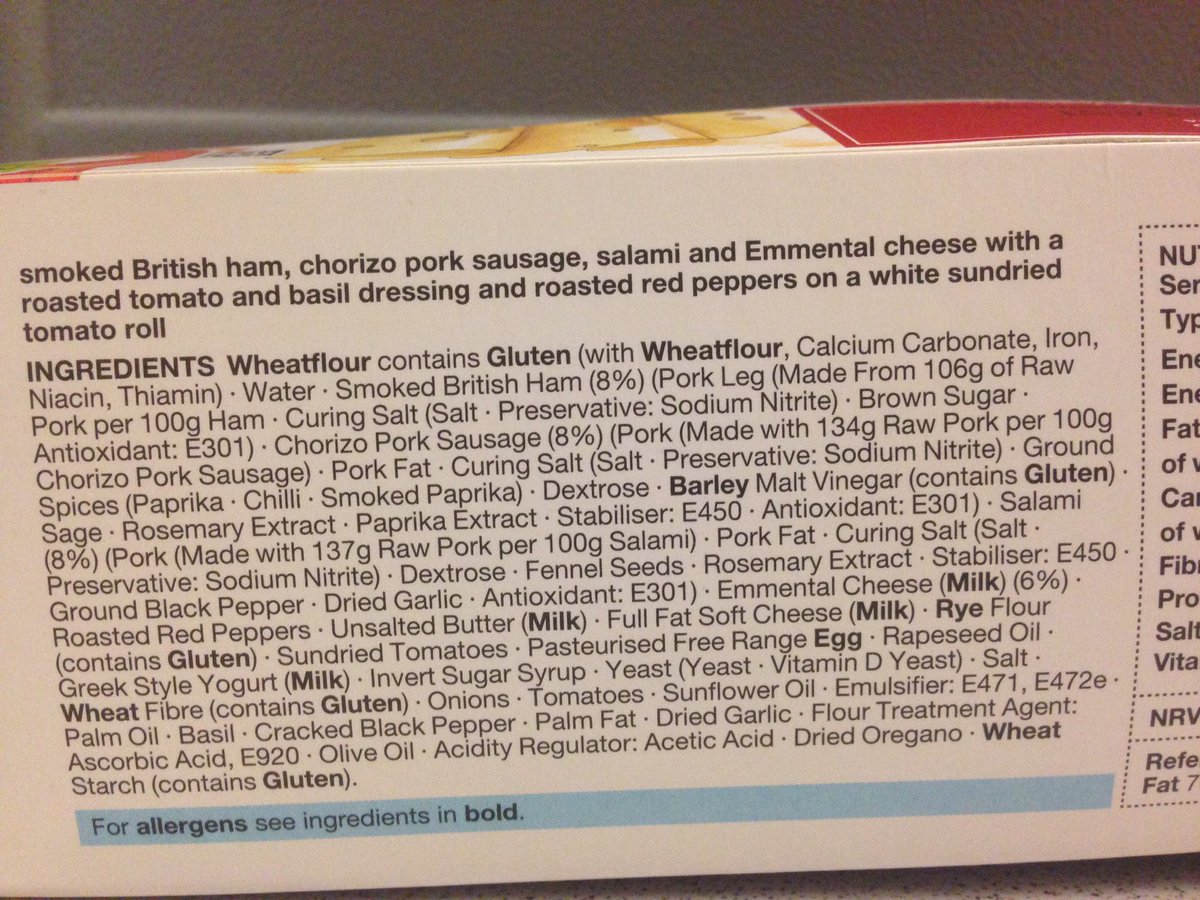 smoked British ham, chorizo pork sausage, salami and Emmental cheese with a
roasted tomato and basil dressing and roasted red peppers on a white sundried
tomato roll
INGREDIENTS Wheatflour contains Gluten (with Wheatflour, Calcium Carbonate, Iron,
Niacin, Thiamin) · Water · Smoked British Ham (8%) (Pork Leg (Made From 106g of Raw
Pork per 100g Ham · Curing Salt (Salt · Preservative: Sodium Nitrite) · Brown Sugar ·
Antioxidant: E301) · Chorizo Pork Sausage (8%) (Pork (Made with 134g Raw Pork per 100g
Chorizo Pork Sausage) · Pork Fat · Curing Salt (Salt · Preservative: Sodium Nitrite) · Ground
Spices (Paprika · Chilli · Smoked Paprika) · Dextrose · Barley Malt Vinegar (contains Gluten) ·
Sage · Rosemary Extract · Paprika Extract · Stabiliser: E450 · Antioxidant: E301) · Salami
(8%) (Pork (Made with 137g Raw Pork per 100g Salami) · Pork Fat · Curing Salt (Salt ·
Preservative: Sodium Nitrite) · Dextrose · Fennel Seeds · Rosemary Extract · Stabiliser: E450 ·
Ground Black Pepper · Dried Garlic · Antioxidant: E301) · Emmental Cheese (Milk) (6%) ·
Roasted Red Peppers · Unsalted Butter (Milk) · Full Fat Soft Cheese (Milk) · Rye Flour
(contains Gluten) · Sundried Tomatoes · Pasteurised Free Range Egg · Rapeseed Oil ·
Greek Style Yogurt (Milk) · Invert Sugar Syrup · Yeast (Yeast · Vitamin D Yeast) · Salt ·
Wheat Fibre (contains Gluten) · Onions · Tomatoes · Sunflower Oil · Emulsifier: E471, E472e ·
Palm Oil · Basil · Cracked Black Pepper · Palm Fat · Dried Garlic · Flour Treatment Agent:
Ascorbic Acid, E920 · Olive Oil · Acidity Regulator: Acetic Acid · Dried Oregano · Wheat
Starch (contains Gluten).
For allergens see ingredients in bold.
NU
Ser
Typ
Ene
Ene
Fat
of
Car
of
Fibr
Pro
Salt
Vita
NRV
Refe
Fat 7